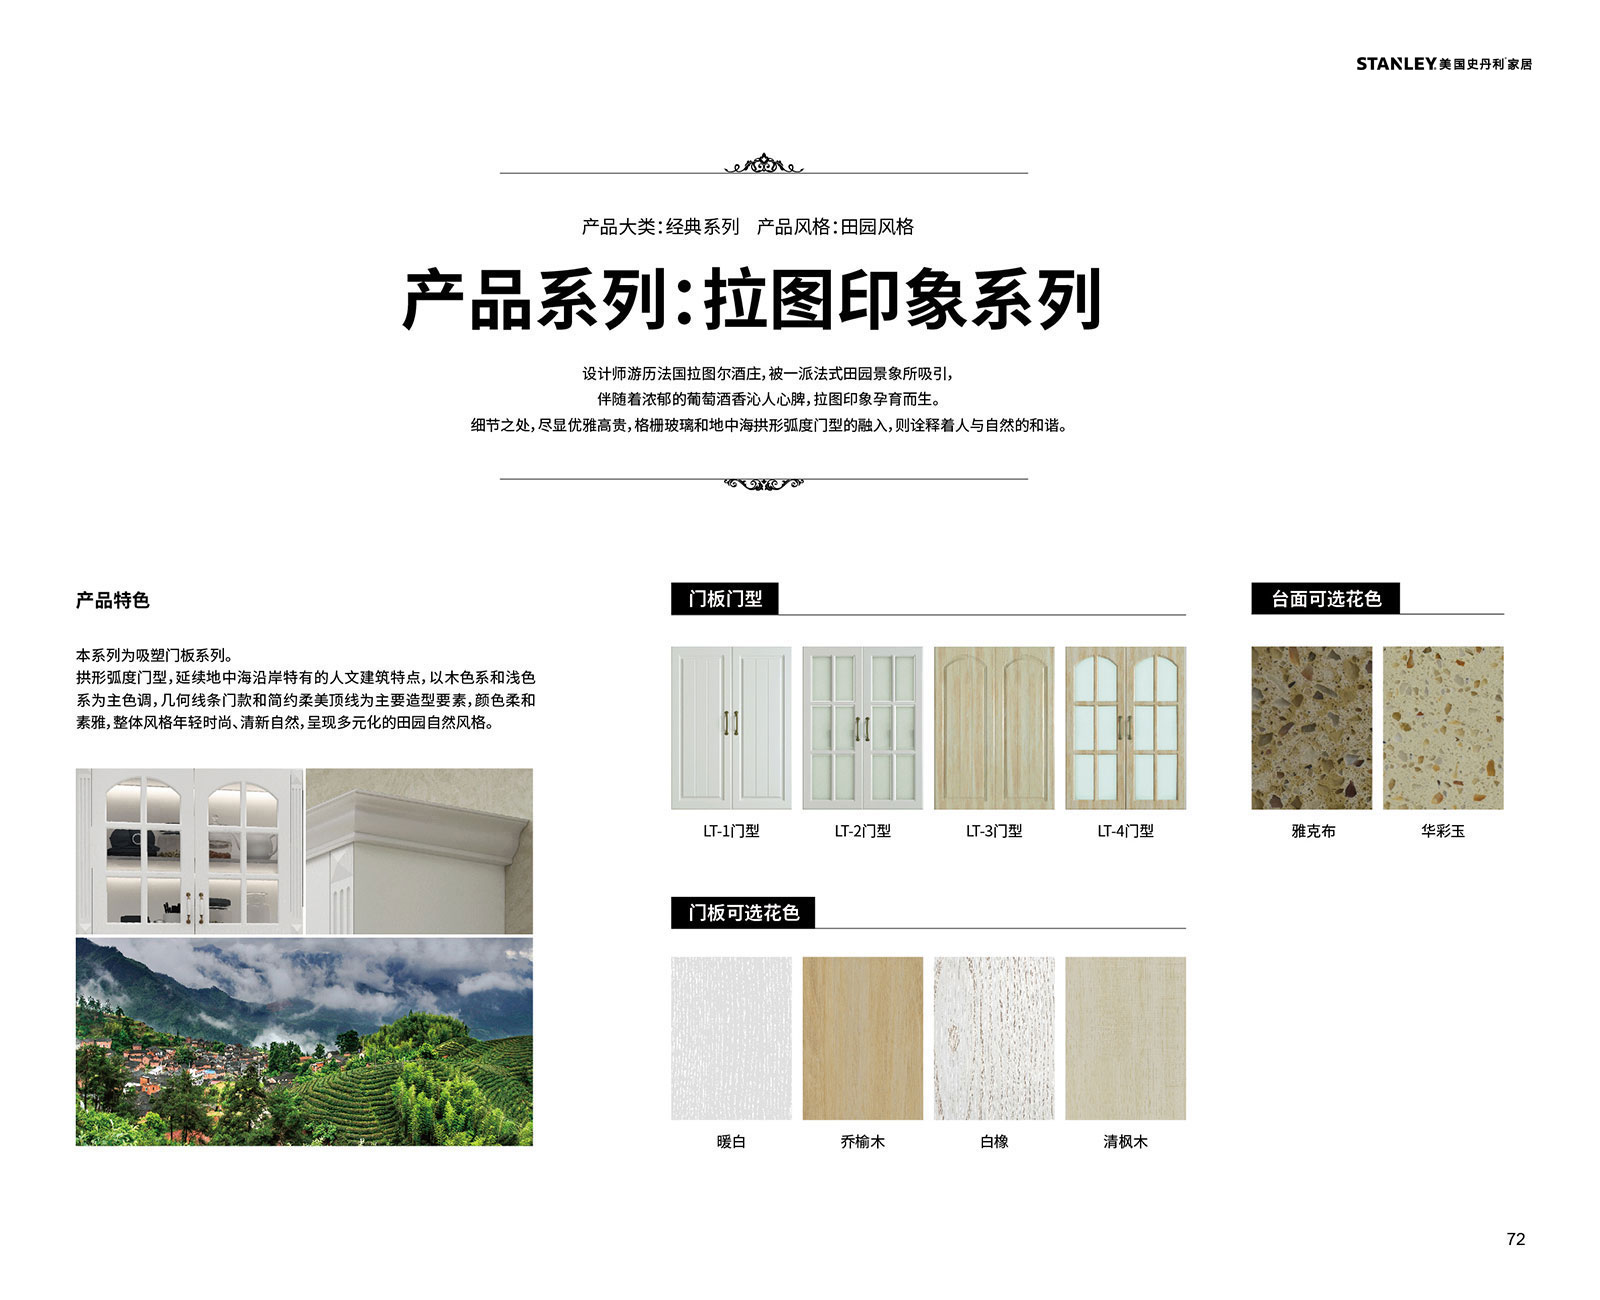 STANLEY.美国史丹利家居
产品大类：经典系列　产品风格：田园风格
产品系列：拉图印象系列
设计师游历法国拉图尔酒庄，被一派法式田园景象所吸引，
伴随着浓郁的葡萄酒香沁人心脾，拉图印象孕育而生。
细节之处，尽显优雅高贵，格栅玻璃和地中海拱形弧度门型的融入，则诠释着人与自然的和谐。
产品特色
本系列为吸塑门板系列。
拱形弧度门型，延续地中海沿岸特有的人文建筑特点，以木色系和浅色
系为主色调，几何线条门款和简约柔美顶线为主要造型要素，颜色柔和
素雅，整体风格年轻时尚、清新自然，呈现多元化的田园自然风格。
门板门型
LT-1门型
LT-2门型
LT-3门型
LT-4门型
门板可选花色
暖白
乔榆木
白橡
清枫木
台面可选花色
雅克布
华彩玉
72